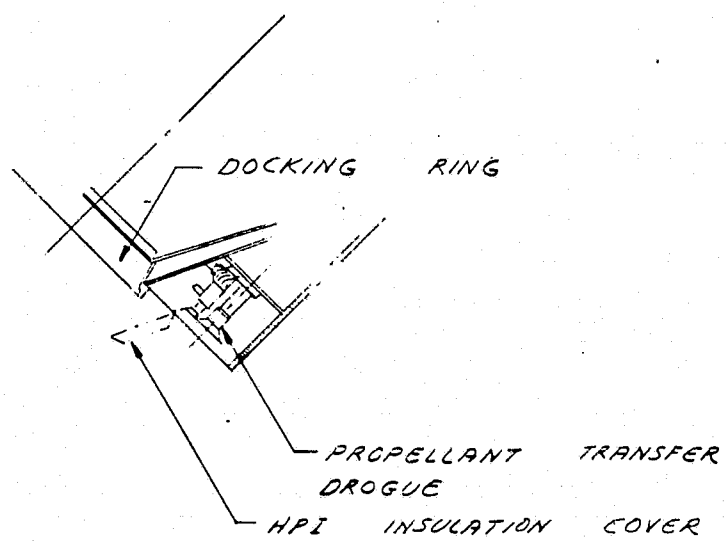 DOCKING RING
PROPELLANT TRANSFER
DROGUE
HPI INSULATION COVER